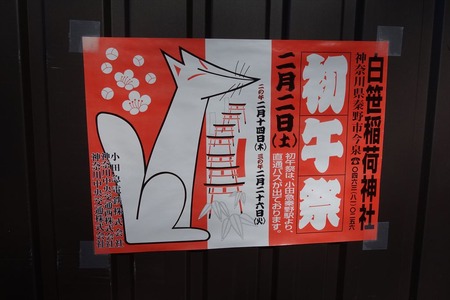 白笹稲荷神社
神奈川県秦野市今泉
初午祭
二月二日(土)
二の午 二月十四日(木)
三の午 二月二十六日(火)
初午祭は、小田急秦野駅より、
直通バスが出ております。